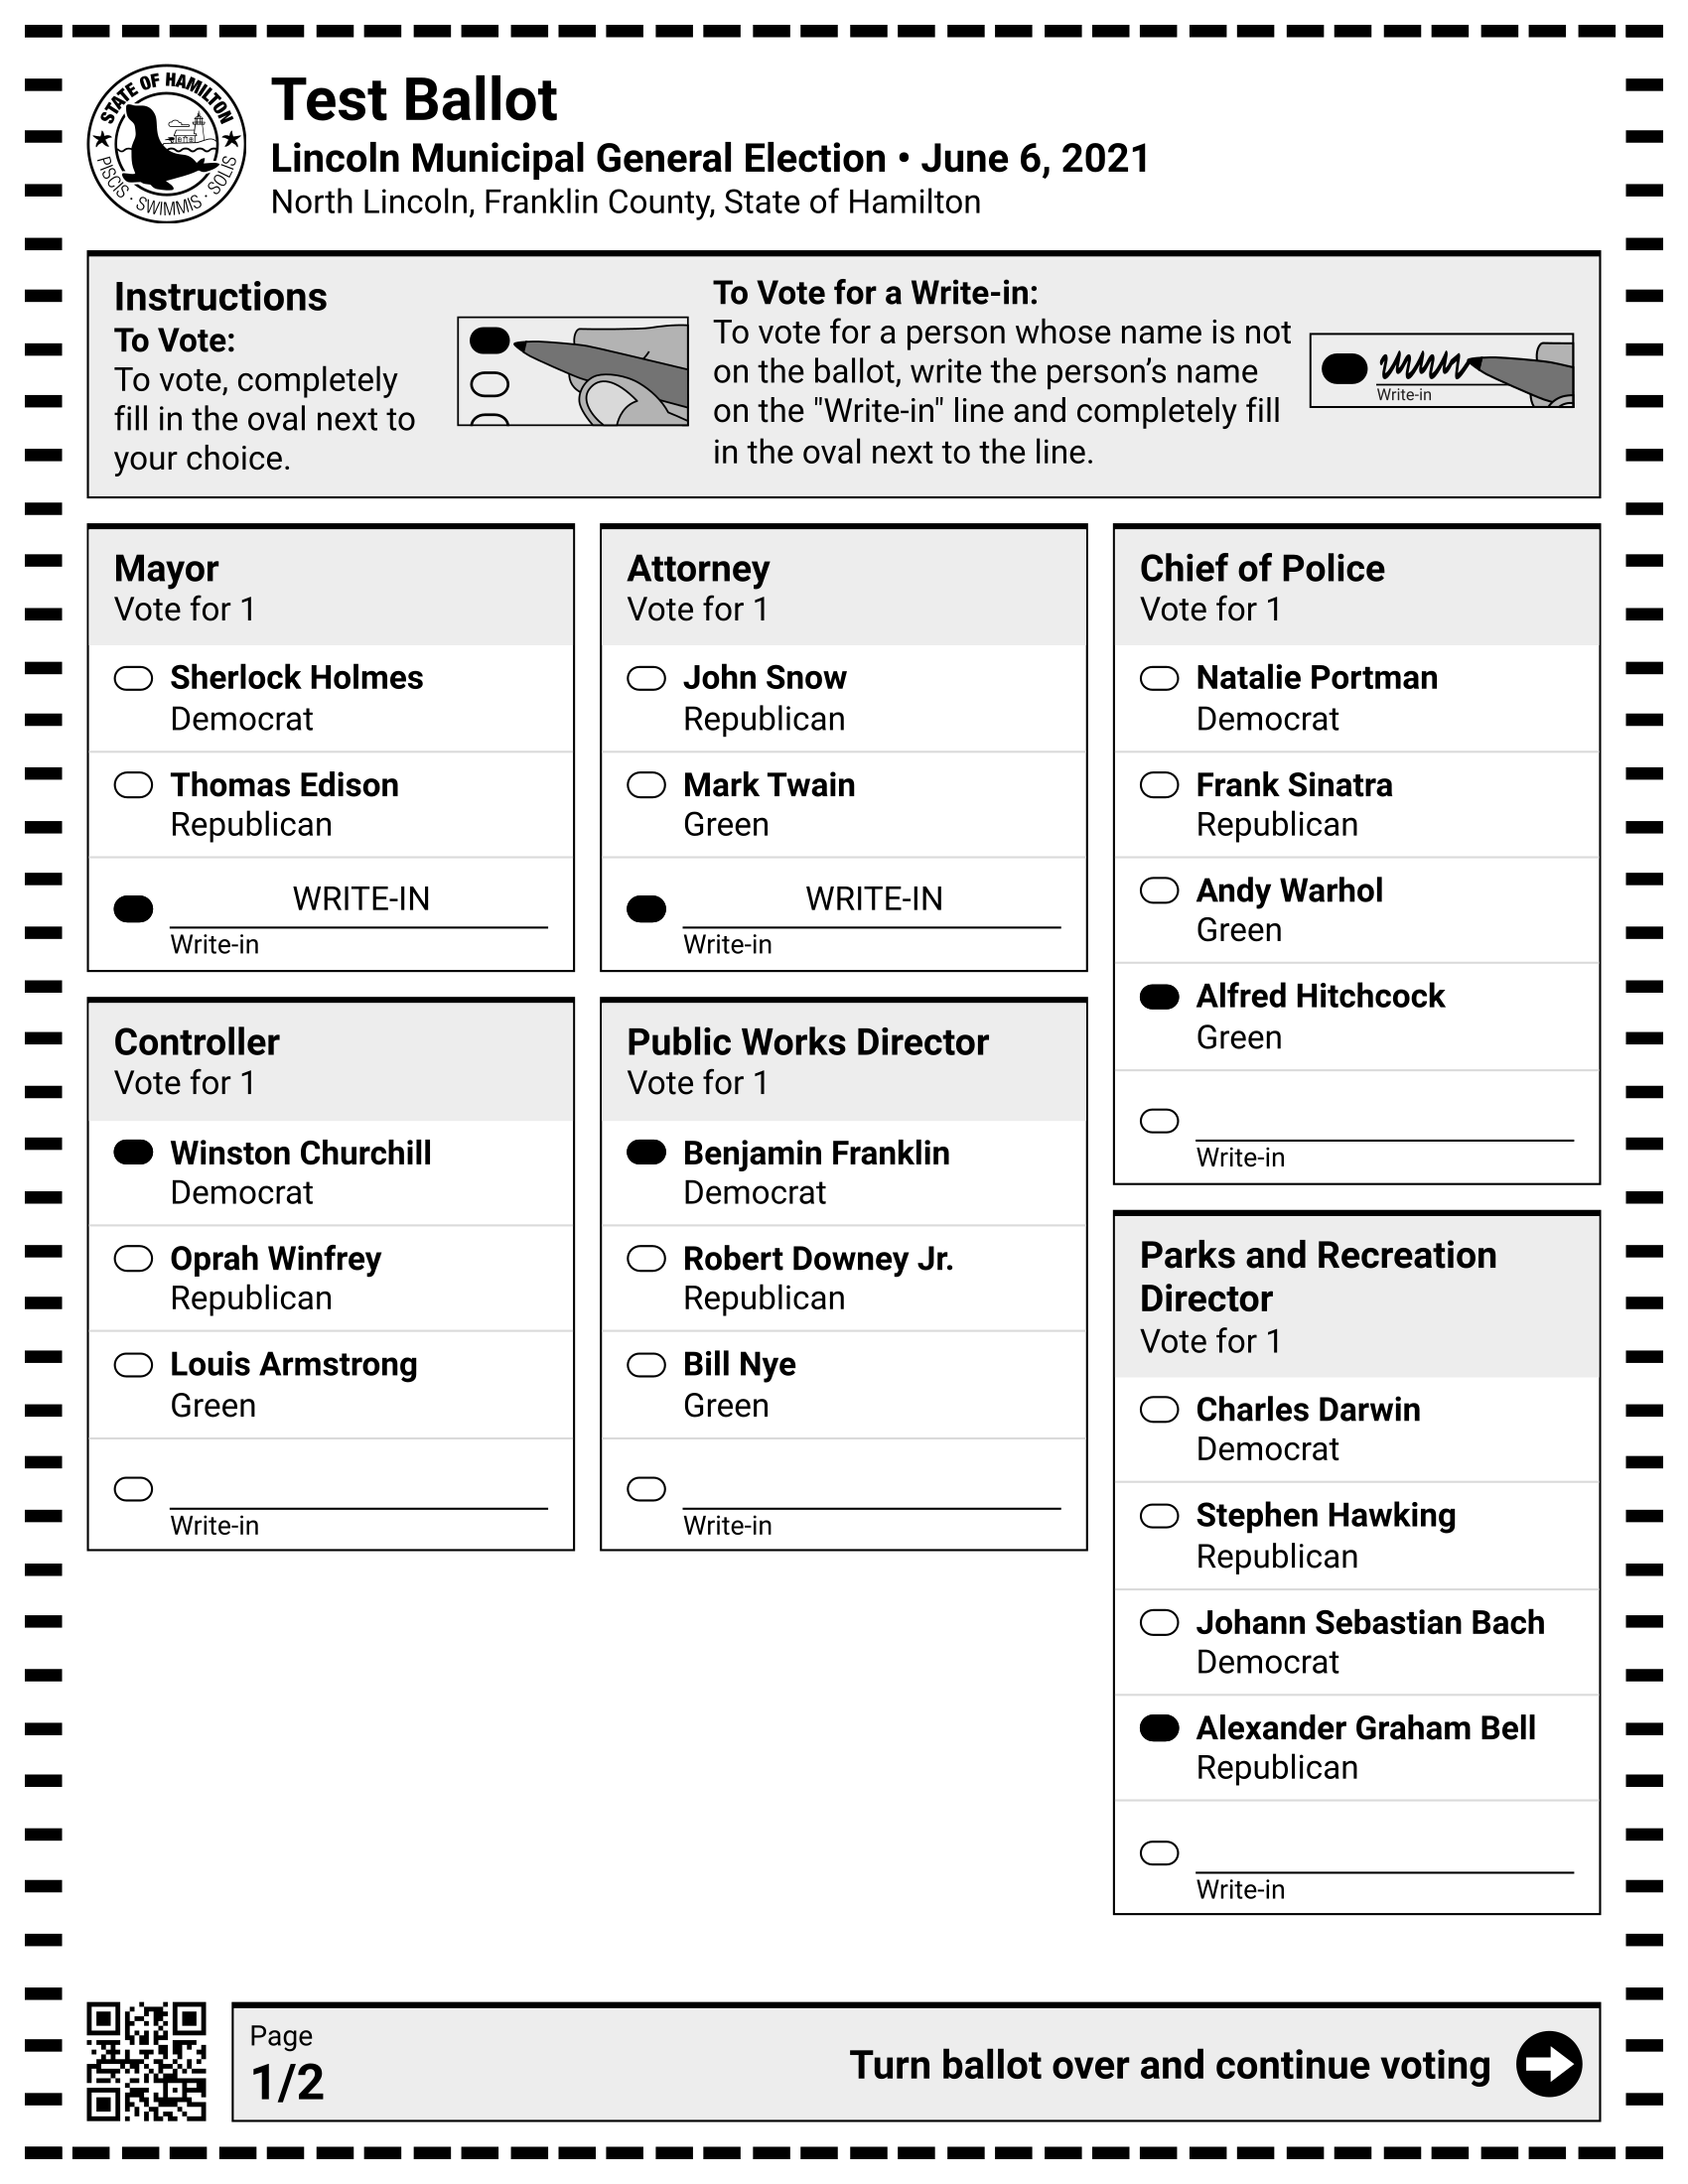 STATE OF HAMILTON
PISCIS · SWIMMIS · SOLIS
Test Ballot
Lincoln Municipal General Election • June 6, 2021
North Lincoln, Franklin County, State of Hamilton
Instructions
To Vote:
To vote, completely
fill in the oval next to
your choice.
To Vote for a Write-in:
To vote for a person whose name is not
on the ballot, write the person’s name
on the "Write-in" line and completely fill
in the oval next to the line.
Write-in
Mayor
Vote for 1
Sherlock Holmes
Democrat
Thomas Edison
Republican
WRITE-IN
Write-in
Controller
Vote for 1
Winston Churchill
Democrat
Oprah Winfrey
Republican
Louis Armstrong
Green
Write-in
Attorney
Vote for 1
John Snow
Republican
Mark Twain
Green
WRITE-IN
Write-in
Public Works Director
Vote for 1
Benjamin Franklin
Democrat
Robert Downey Jr.
Republican
Bill Nye
Green
Write-in
Chief of Police
Vote for 1
Natalie Portman
Democrat
Frank Sinatra
Republican
Andy Warhol
Green
Alfred Hitchcock
Green
Write-in
Parks and Recreation
Director
Vote for 1
Charles Darwin
Democrat
Stephen Hawking
Republican
Johann Sebastian Bach
Democrat
Alexander Graham Bell
Republican
Write-in
Page
1/2
Turn ballot over and continue voting